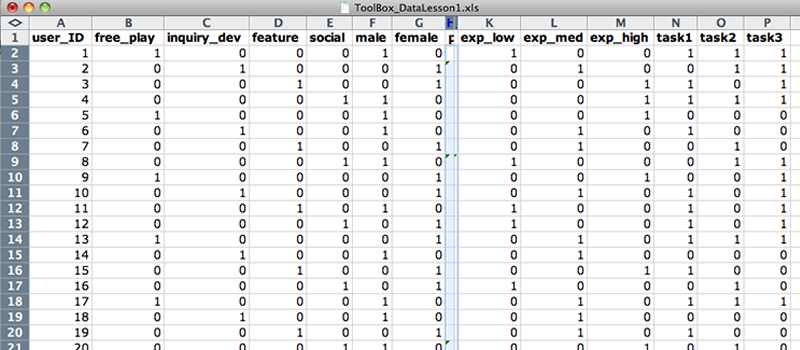 ToolBox_DataLesson1.xls
A B C D E F G H K L M N O P
1 user_ID free_play inquiry_dev feature social male female p exp_low exp_med exp_high task1 task2 task3
2 1 1 0 0 0 1 0 1 0 0 1 1 1
3 2 0 1 0 0 0 1 0 1 0 0 1 1
4 3 0 0 1 0 0 1 0 0 1 1 1 1
5 4 0 0 0 1 1 0 0 0 1 1 1 1
6 5 1 0 0 0 1 0 0 0 1 1 0 0
7 6 0 1 0 0 1 0 0 1 0 1 0 1
8 7 0 0 1 0 0 1 0 1 0 0 1 1
9 8 0 0 0 1 1 0 1 0 0 0 1 1
10 9 1 0 0 0 0 1 0 0 1 0 0 1
11 10 0 1 0 0 0 1 0 1 0 1 0 1
12 11 0 0 1 0 1 0 1 0 0 0 0 1
13 12 0 0 0 1 0 1 1 0 0 1 0 1
14 13 1 0 0 0 0 1 0 1 0 1 1 1
15 14 0 1 0 0 1 0 0 1 0 0 0 0
16 15 0 0 1 0 0 1 0 0 1 1 0 0
17 16 0 0 0 1 0 1 1 0 0 0 0 0
18 17 1 0 0 0 1 0 0 1 0 1 1 1
19 18 0 1 0 0 1 0 0 1 0 0 0 0
20 19 0 0 1 0 0 1 0 1 0 0 0 0
21 20 0 0 0 1 1 0 0 0 1 0 1 0